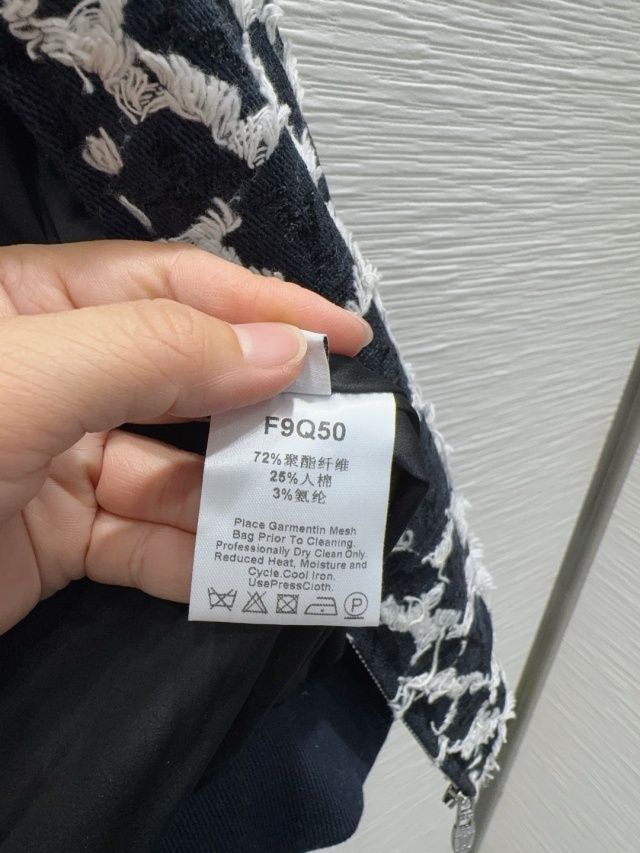 F9Q50
72%聚酯纤维
25%人棉
3%氨纶
Place Garmentin Mesh
Bag Prior To Cleaning.
Professionally Dry Clean Only.
Reduced Heat, Moisture and
Cycle.Cool Iron.
UsePressCloth.
P